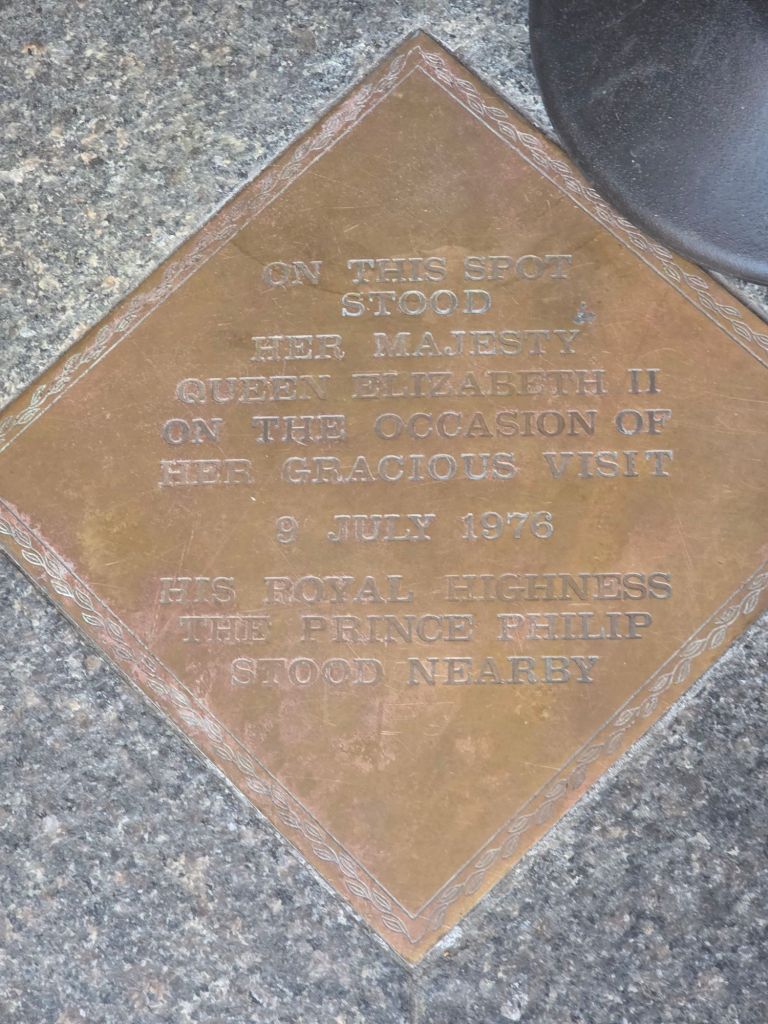 ON THIS SPOT
STOOD
HER MAJESTY
QUEEN ELIZABETH II
ON THE OCCASION OF
HER GRACIOUS VISIT
9 JULY 1976
HIS ROYAL HIGHNESS
THE PRINCE PHILIP
STOOD NEARBY